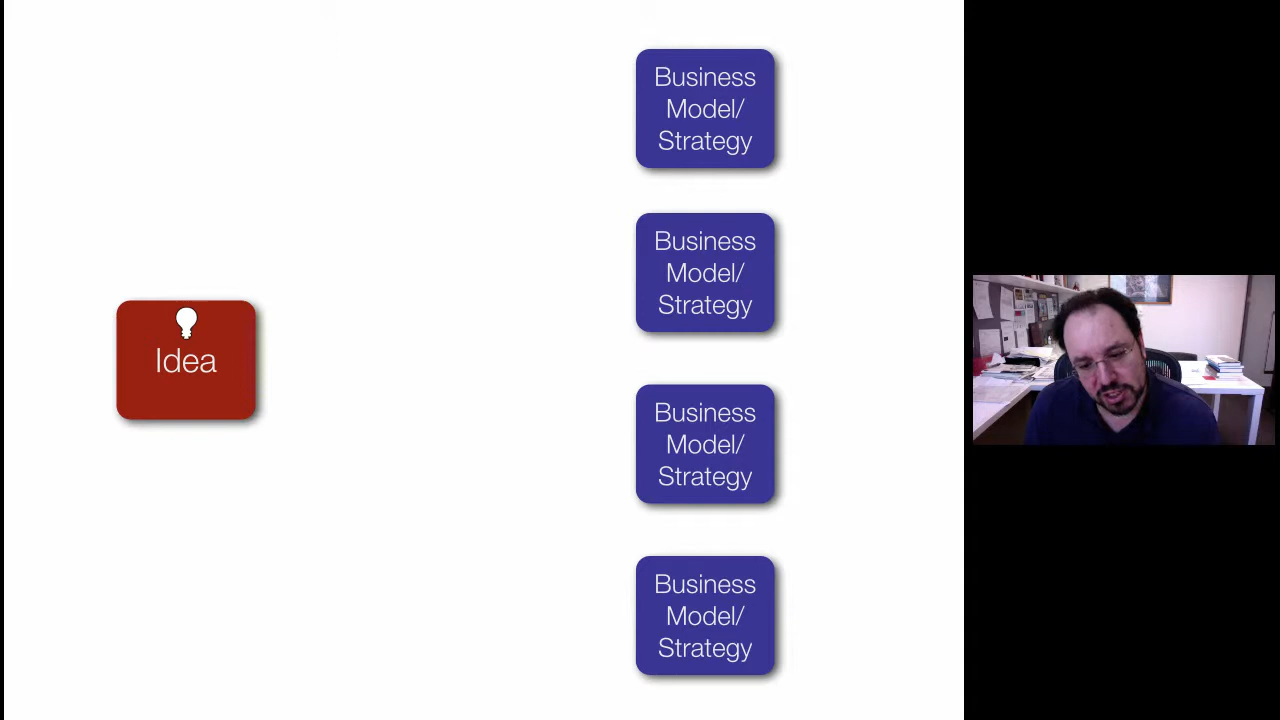 Business
Model/
Strategy
Business
Model/
Strategy
Idea
Business
Model/
Strategy
Business
Model/
Strategy